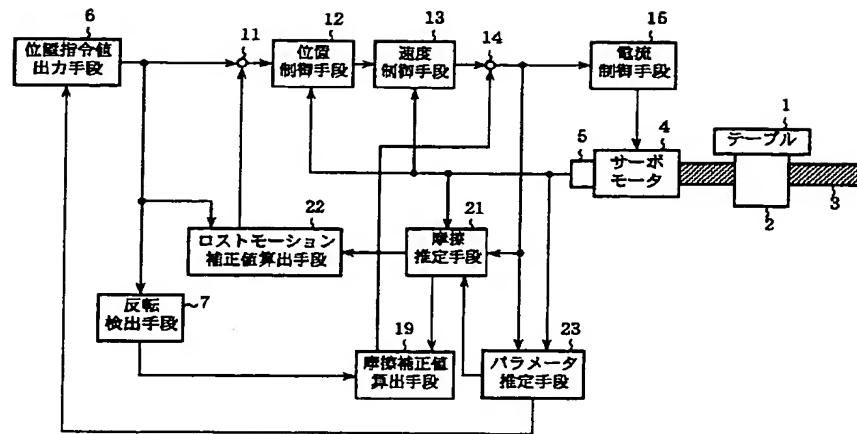 6
位置指令値
出力手段
11
12
位置
制御手段
13
速度
制御手段
14
15
電流
制御手段
1
テーブル
5
4
サーボ
モータ
2
3
22
ロストモーション
補正値算出手段
21
摩擦
推定手段
反転
検出手段
7
19
摩擦補正値
算出手段
23
パラメータ
推定手段